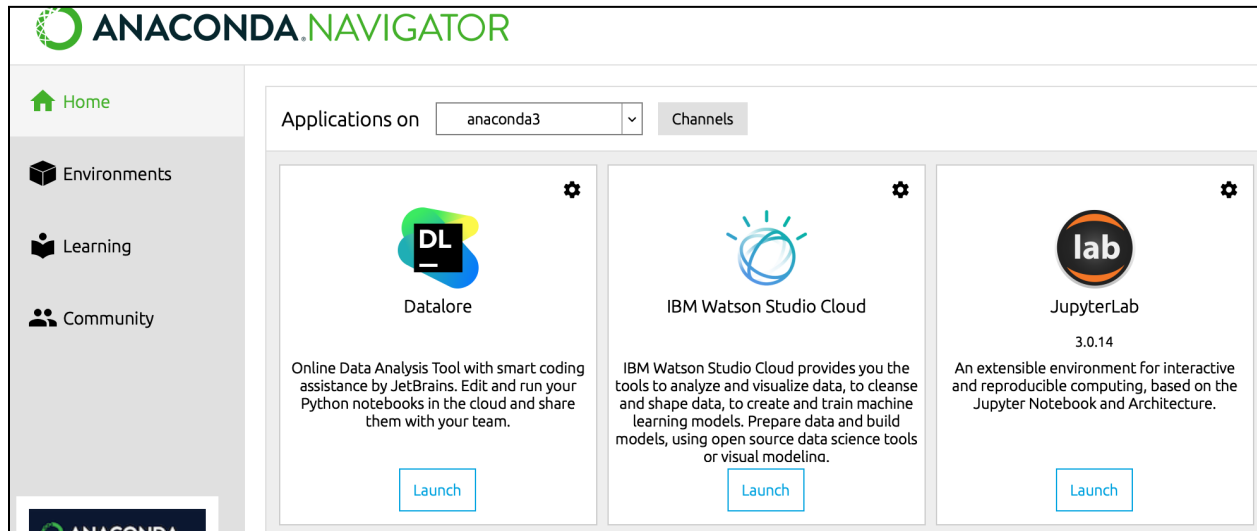 ANACONDA.NAVIGATOR
Home
Environments
Learning
Community
Applications on anaconda3 Channels
DL
Datalore
Online Data Analysis Tool with smart coding
assistance by JetBrains. Edit and run your
Python notebooks in the cloud and share
them with your team.
Launch
IBM Watson Studio Cloud
IBM Watson Studio Cloud provides you the
tools to analyze and visualize data, to cleanse
and shape data, to create and train machine
learning models. Prepare data and build
models, using open source data science tools
or visual modeling.
Launch
lab
JupyterLab
3.0.14
An extensible environment for interactive
and reproducible computing, based on the
Jupyter Notebook and Architecture.
Launch
ANACONDA